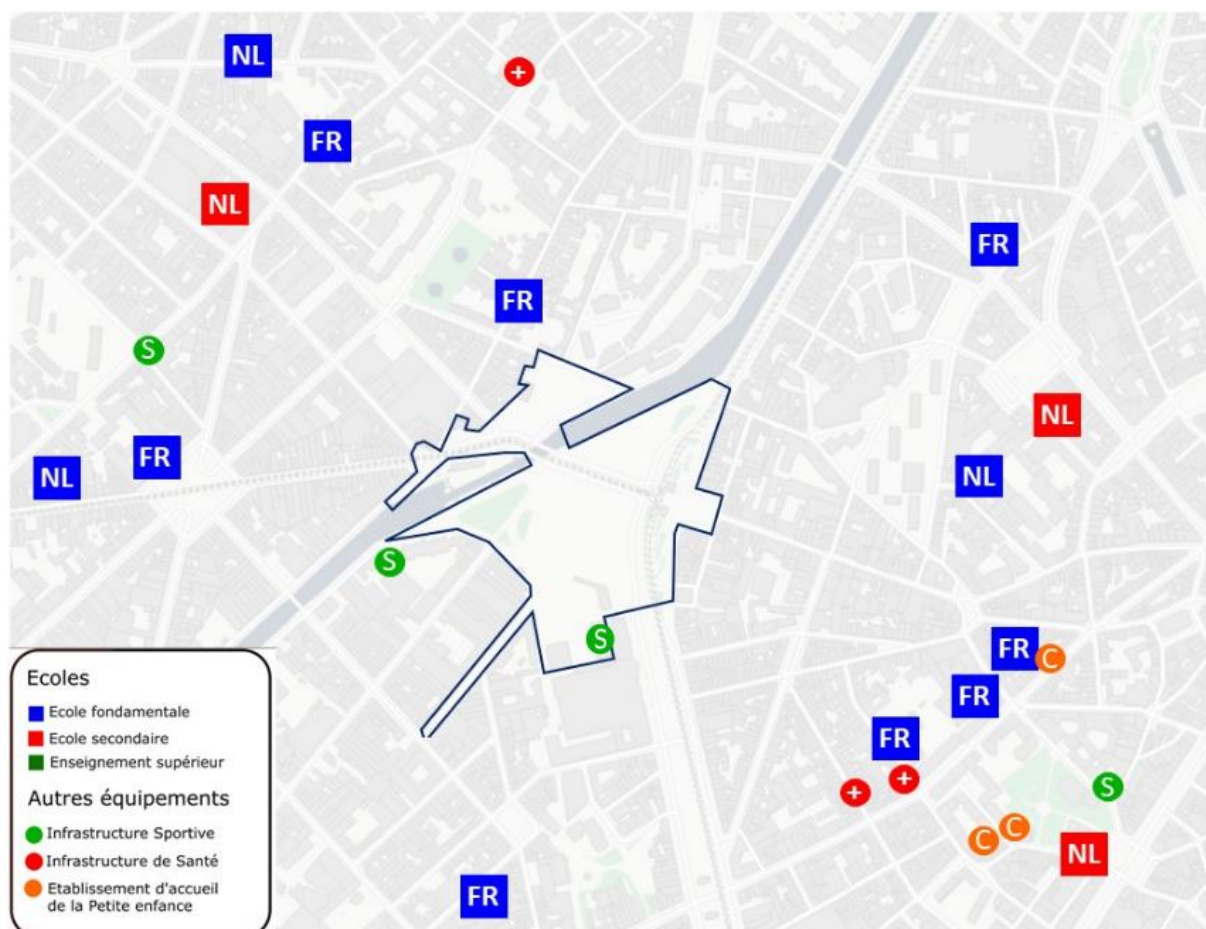 NL
+
FR
NL
FR
FR
S
NL
FR
NL
NL
S
S
FR
C
FR
FR
+
+
S
C
C
NL
FR
Ecoles
Ecole fondamentale
Ecole secondaire
Enseignement supérieur
Autres équipements
Infrastructure Sportive
Infrastructure de Santé
Etablissement d'accueil
de la Petite enfance